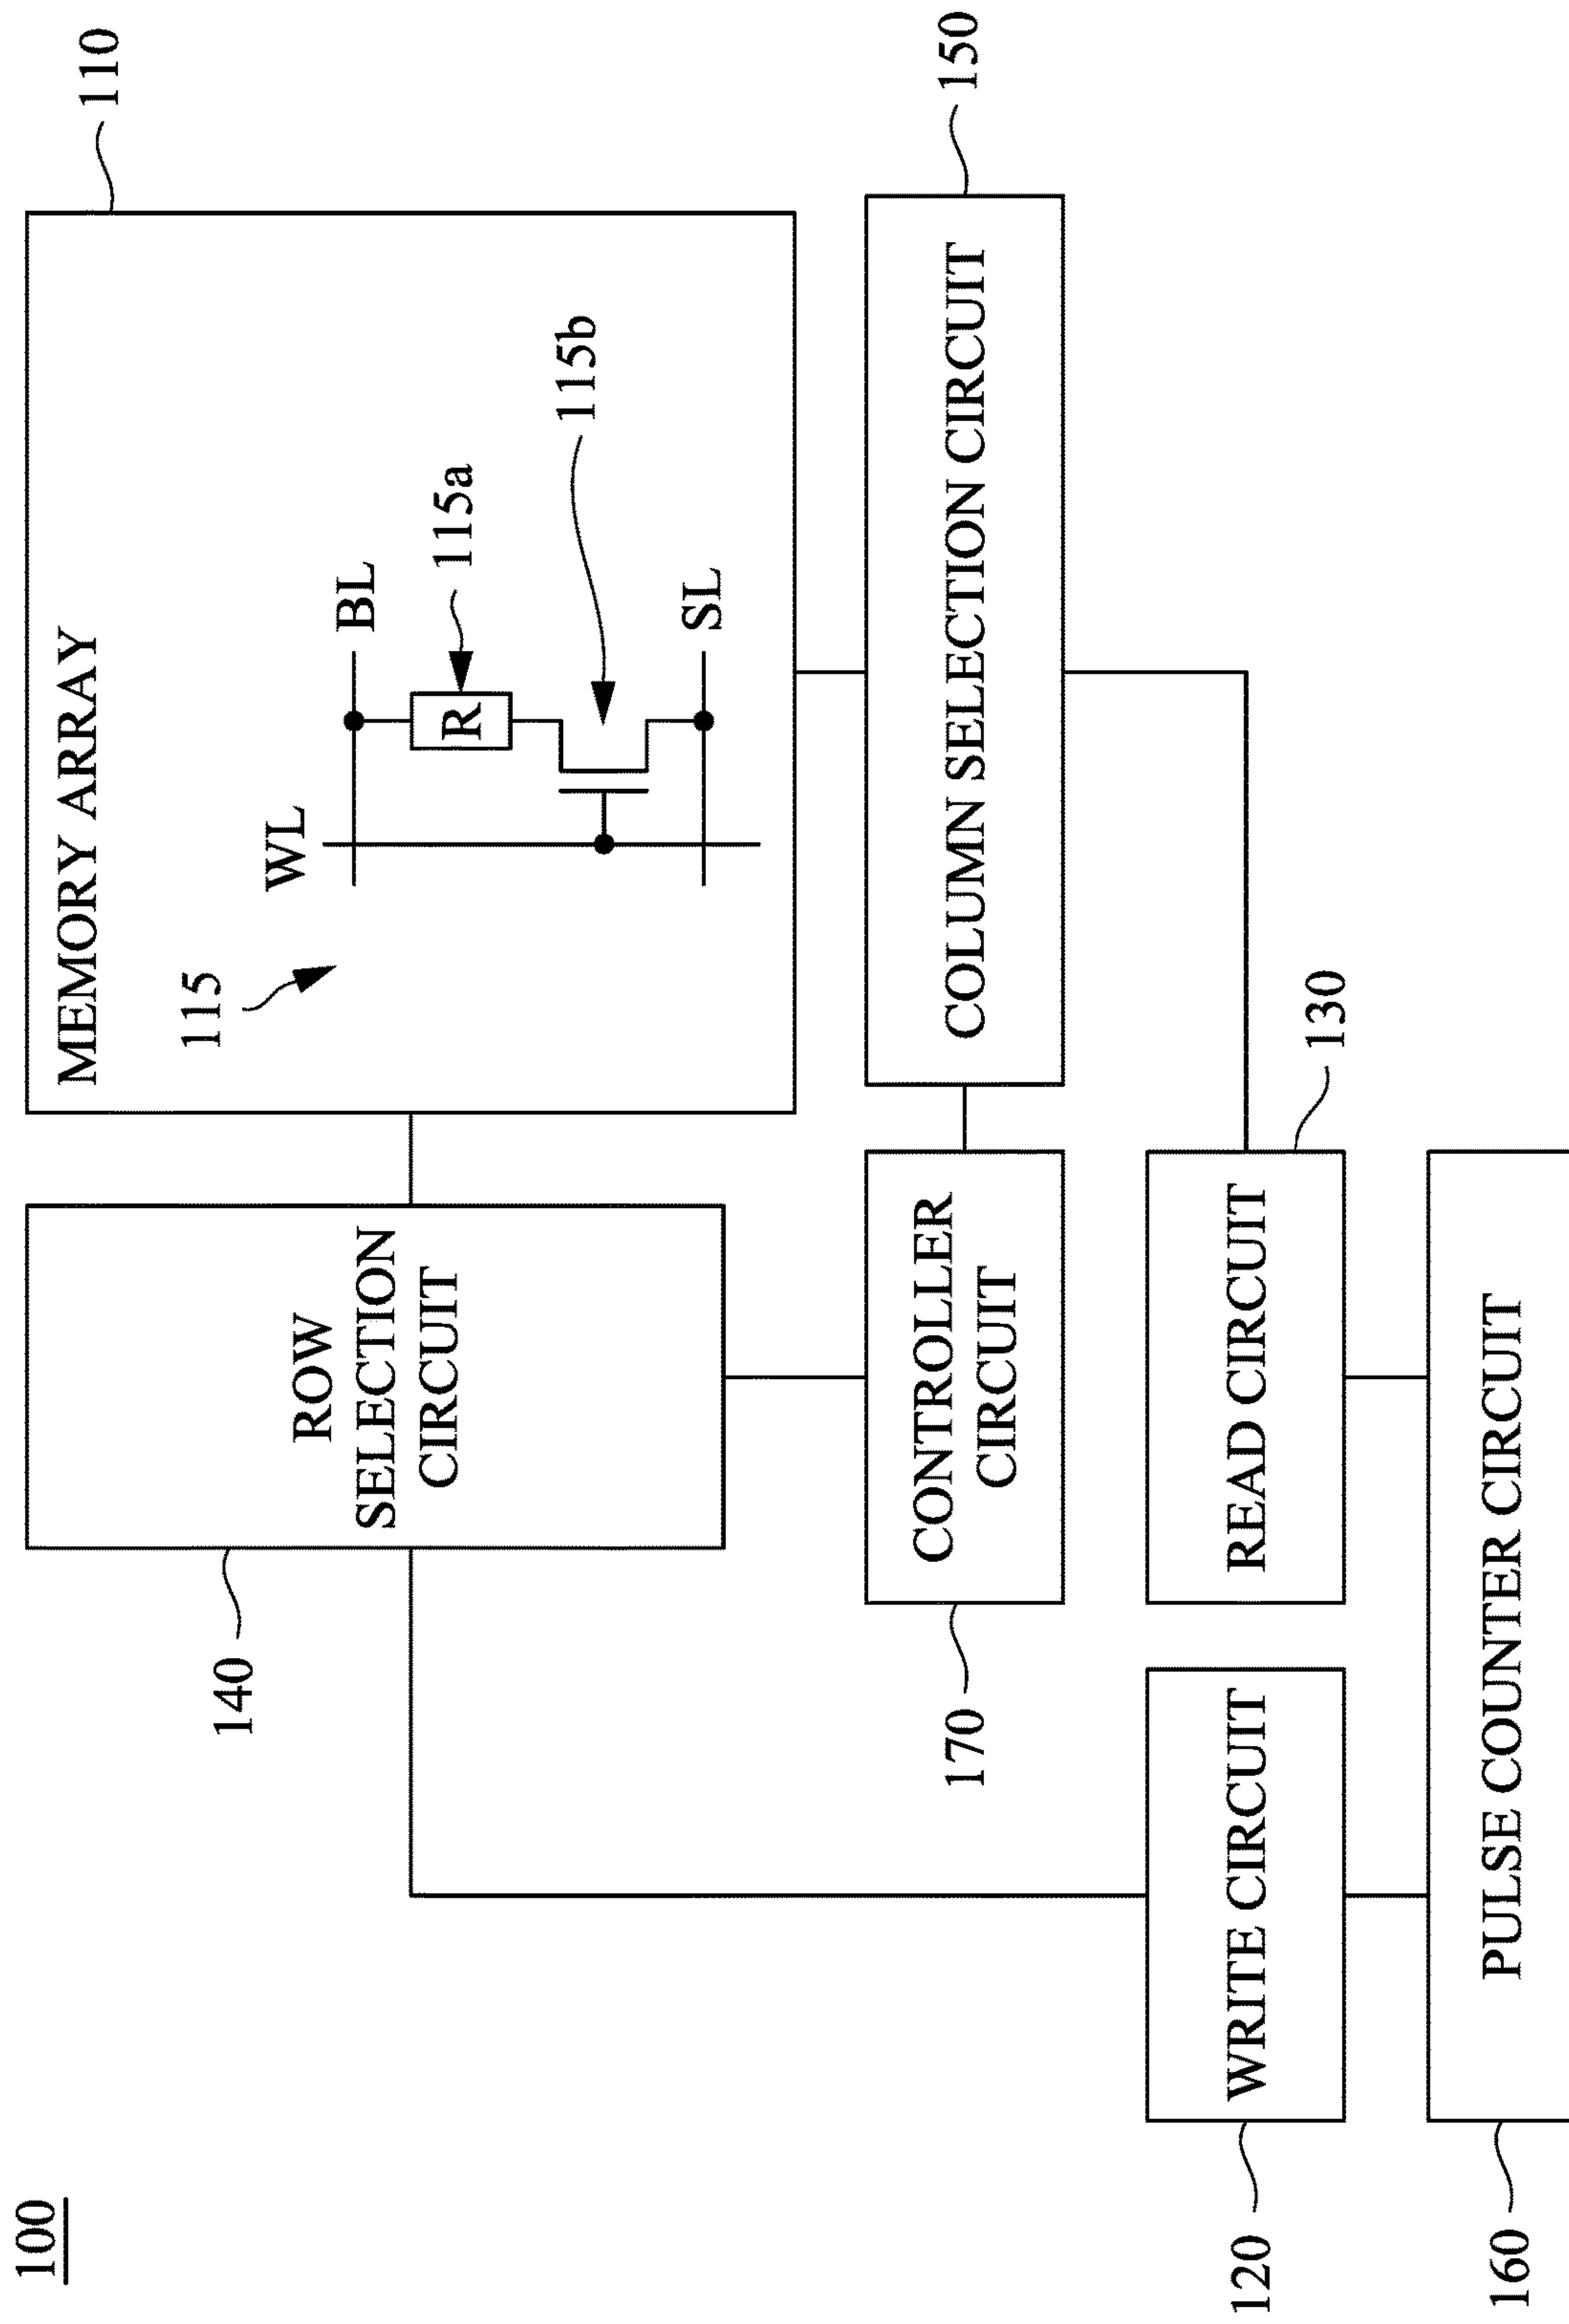 100
MEMORY ARRAY
110
115
WL
BL
115a
R
115b
SL
ROW
SELECTION
CIRCUIT
140
CONTROLLER
CIRCUIT
170
COLUMN SELECTION CIRCUIT
150
WRITE CIRCUIT
120
READ CIRCUIT
130
PULSE COUNTER CIRCUIT
160